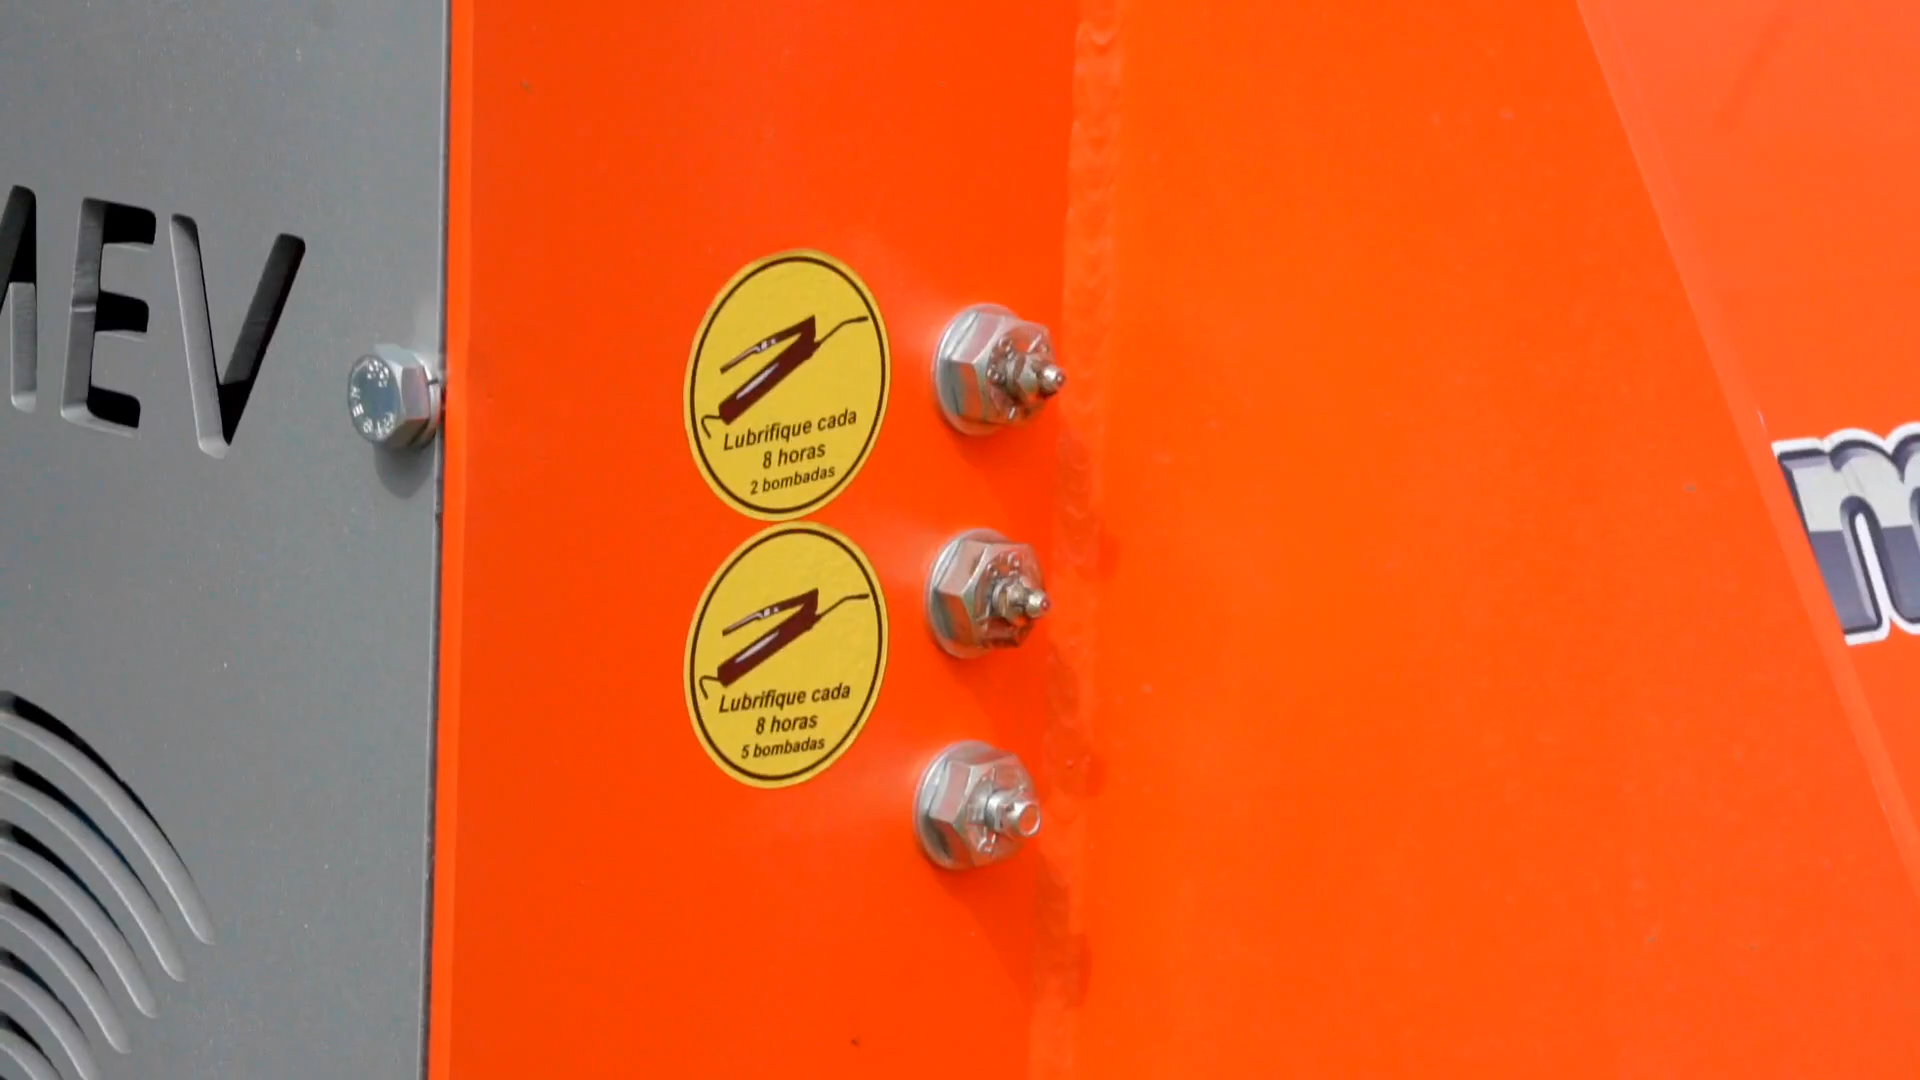 MEV
Lubrifique cada
8 horas
2 bombadas
Lubrifique cada
8 horas
5 bombadas
m